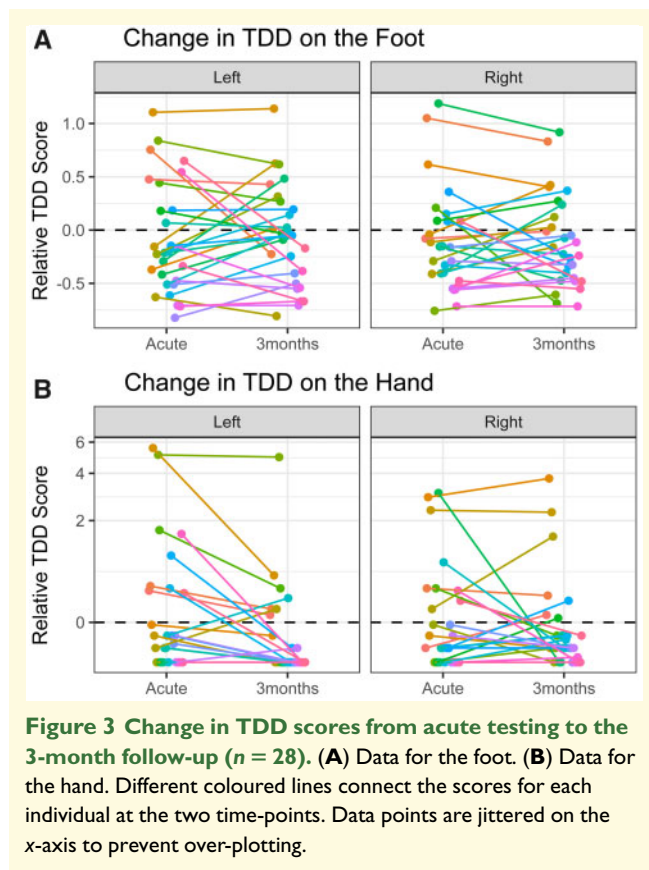 A Change in TDD on the Foot
Left Right
Relative TDD Score
1.0
0.5
0.0
-0.5
Acute 3months Acute 3months
B Change in TDD on the Hand
Left Right
Relative TDD Score
6
4
2
0
Acute 3months Acute 3months
Figure 3 Change in TDD scores from acute testing to the
3-month follow-up (n = 28). (A) Data for the foot. (B) Data for
the hand. Different coloured lines connect the scores for each
individual at the two time-points. Data points are jittered on the
x-axis to prevent over-plotting.